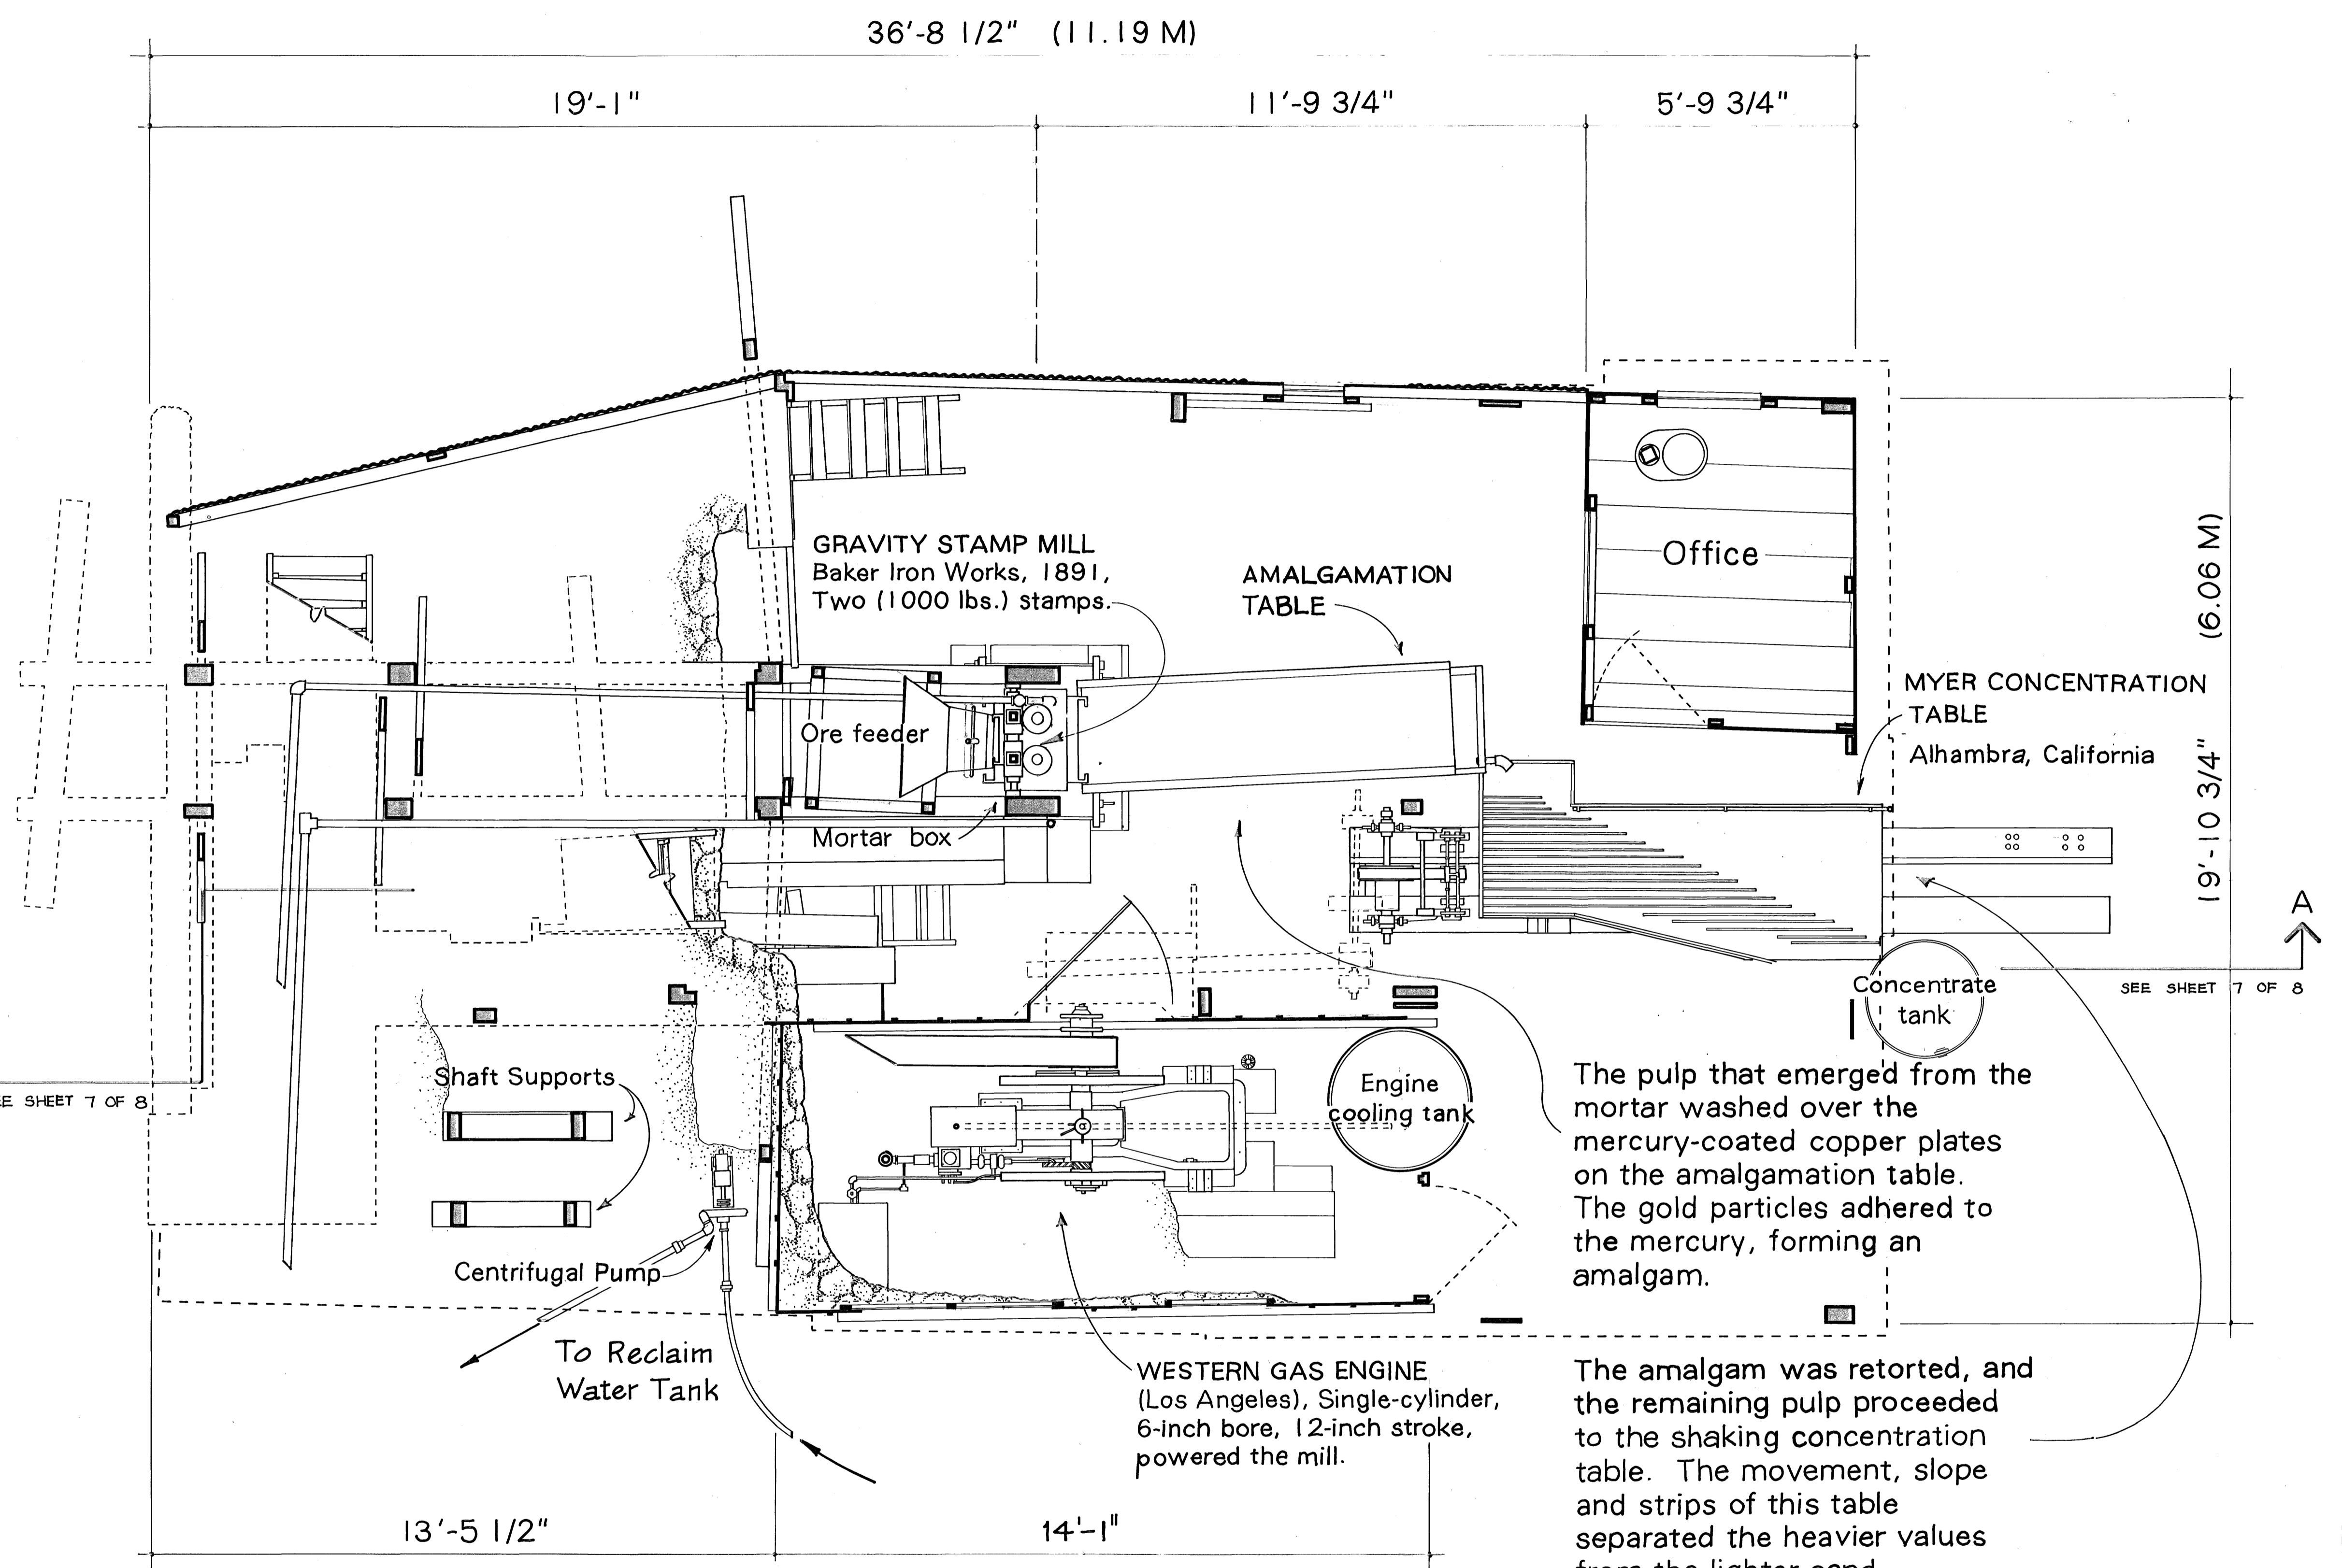 36'-8 1/2" (11.19 M)
19'-1"
11'-9 3/4"
5'-9 3/4"
GRAVITY STAMP MILL
Baker Iron Works, 1891,
Two (1000 lbs.) stamps.
AMALGAMATION
TABLE
Office
(6.06 M)
19'-10 3/4"
MYER CONCENTRATION
TABLE
Alhambra, California
Ore feeder
Mortar box
A
SEE SHEET 7 OF 8
Concentrate
tank
Engine
cooling tank
Shaft Supports
SHEET 7 OF 8
The pulp that emerged from the
mortar washed over the
mercury-coated copper plates
on the amalgamation table.
The gold particles adhered to
the mercury, forming an
amalgam.
Centrifugal Pump
To Reclaim
Water Tank
WESTERN GAS ENGINE
(Los Angeles), Single-cylinder,
6-inch bore, 12-inch stroke,
powered the mill.
The amalgam was retorted, and
the remaining pulp proceeded
to the shaking concentration
table. The movement, slope
and strips of this table
separated the heavier values
13'-5 1/2"
14'-1"